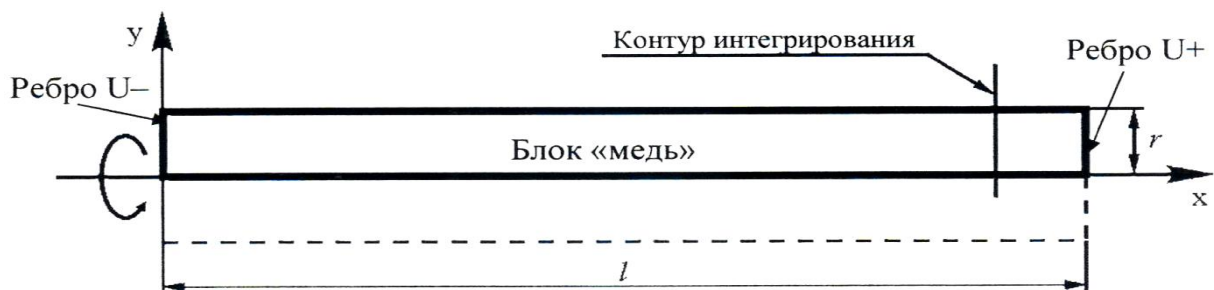 y
Контур интегрирования
Ребро U+
Ребро U–
r
Блок «медь»
x
l